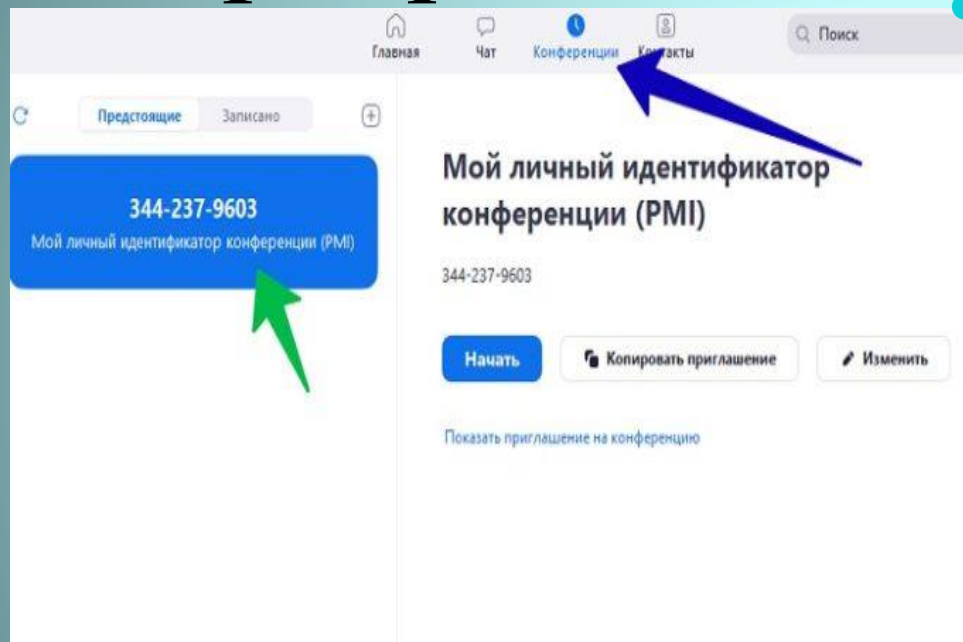 Главная Чат Конференции Контакты Поиск
Предстоящие Записано
344-237-9603
Мой личный идентификатор конференции (PMI)
Мой личный идентификатор
конференции (PMI)
344-237-9603
Начать Копировать приглашение Изменить
Показать приглашение на конференцию